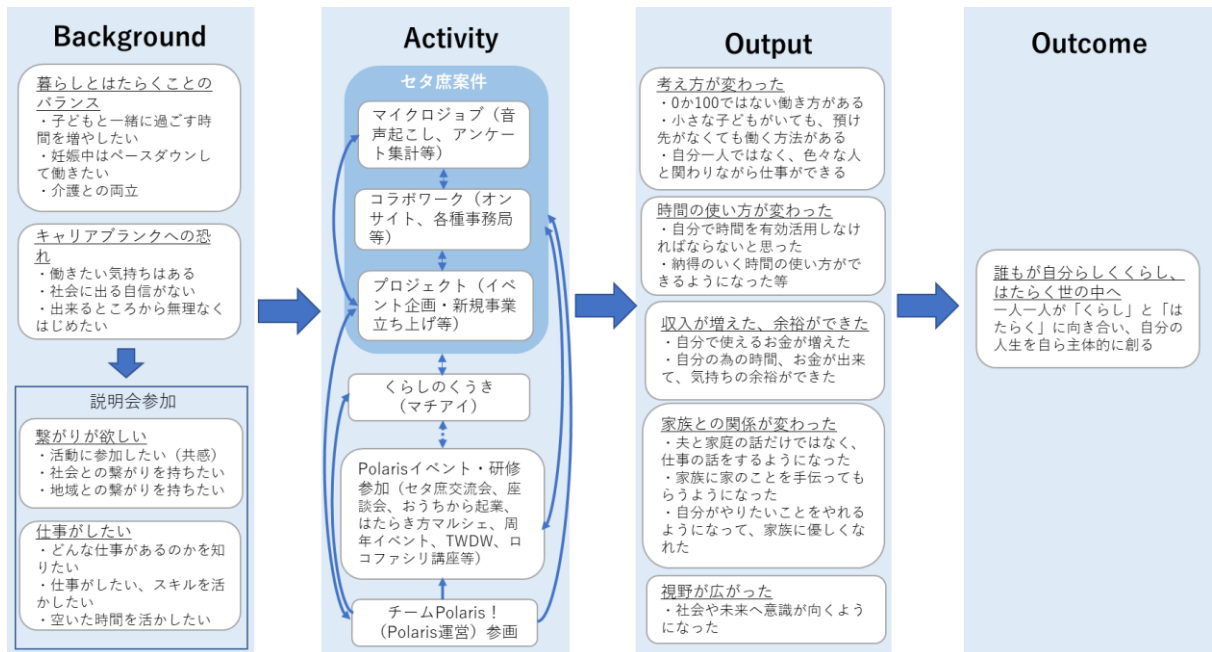 Background
暮らしとはたらくことの
バランス
・子どもと一緒に過ごす時
間を増やしたい
・妊娠中はペースダウンし
て働きたい
・介護との両立
キャリアブランクへの恐
れ
・働きたい気持ちはある
・社会に出る自信がない
・出来るところから無理なく
はじめたい
説明会参加
繋がりが欲しい
・活動に参加したい（共感）
・社会との繋がりを持ちたい
・地域との繋がりを持ちたい
仕事がしたい
・どんな仕事があるのかを知
りたい
・仕事がしたい、スキルを活
かしたい
・空いた時間を活かしたい
Activity
セタ席案件
マイクロジョブ（音
声起こし、アンケー
ト集計等）
コラボワーク（オン
サイト、各種事務局
等）
プロジェクト（イベ
ント企画・新規事業
立ち上げ等）
くらしのくうき
（マチアイ）
Polarisイベント・研修
参加（セタ席交流会、座
談会、おうちから起業、
はたらき方マルシェ、周
年イベント、TWDW、ロ
コファシリ講座等）
チームPolaris！
（Polaris運営）参画
Output
考え方が変わった
・0か100ではない働き方がある
・小さな子どもがいても、預け
先がなくても働く方法がある
・自分一人ではなく、色々な人
と関わりながら仕事ができる
時間の使い方が変わった
・自分で時間を有効活用しなけ
ればならないと思った
・納得のいく時間の使い方がで
きるようになった等
収入が増えた、余裕ができた
・自分で使えるお金が増えた
・自分の為の時間、お金が出来
て、気持ちの余裕ができた
家族との関係が変わった
・夫と家庭の話だけではなく、
仕事の話をするようになった
・家族に家のことを手伝っても
らうようになった
・自分がやりたいことをやれる
ようになって、家族に優しくな
れた
視野が広がった
・社会や未来へ意識が向くよう
になった
Outcome
誰もが自分らしくくらし、
はたらく世の中へ
一人一人が「くらし」と「は
たらく」に向き合い、自分の
人生を自ら主体的に創る